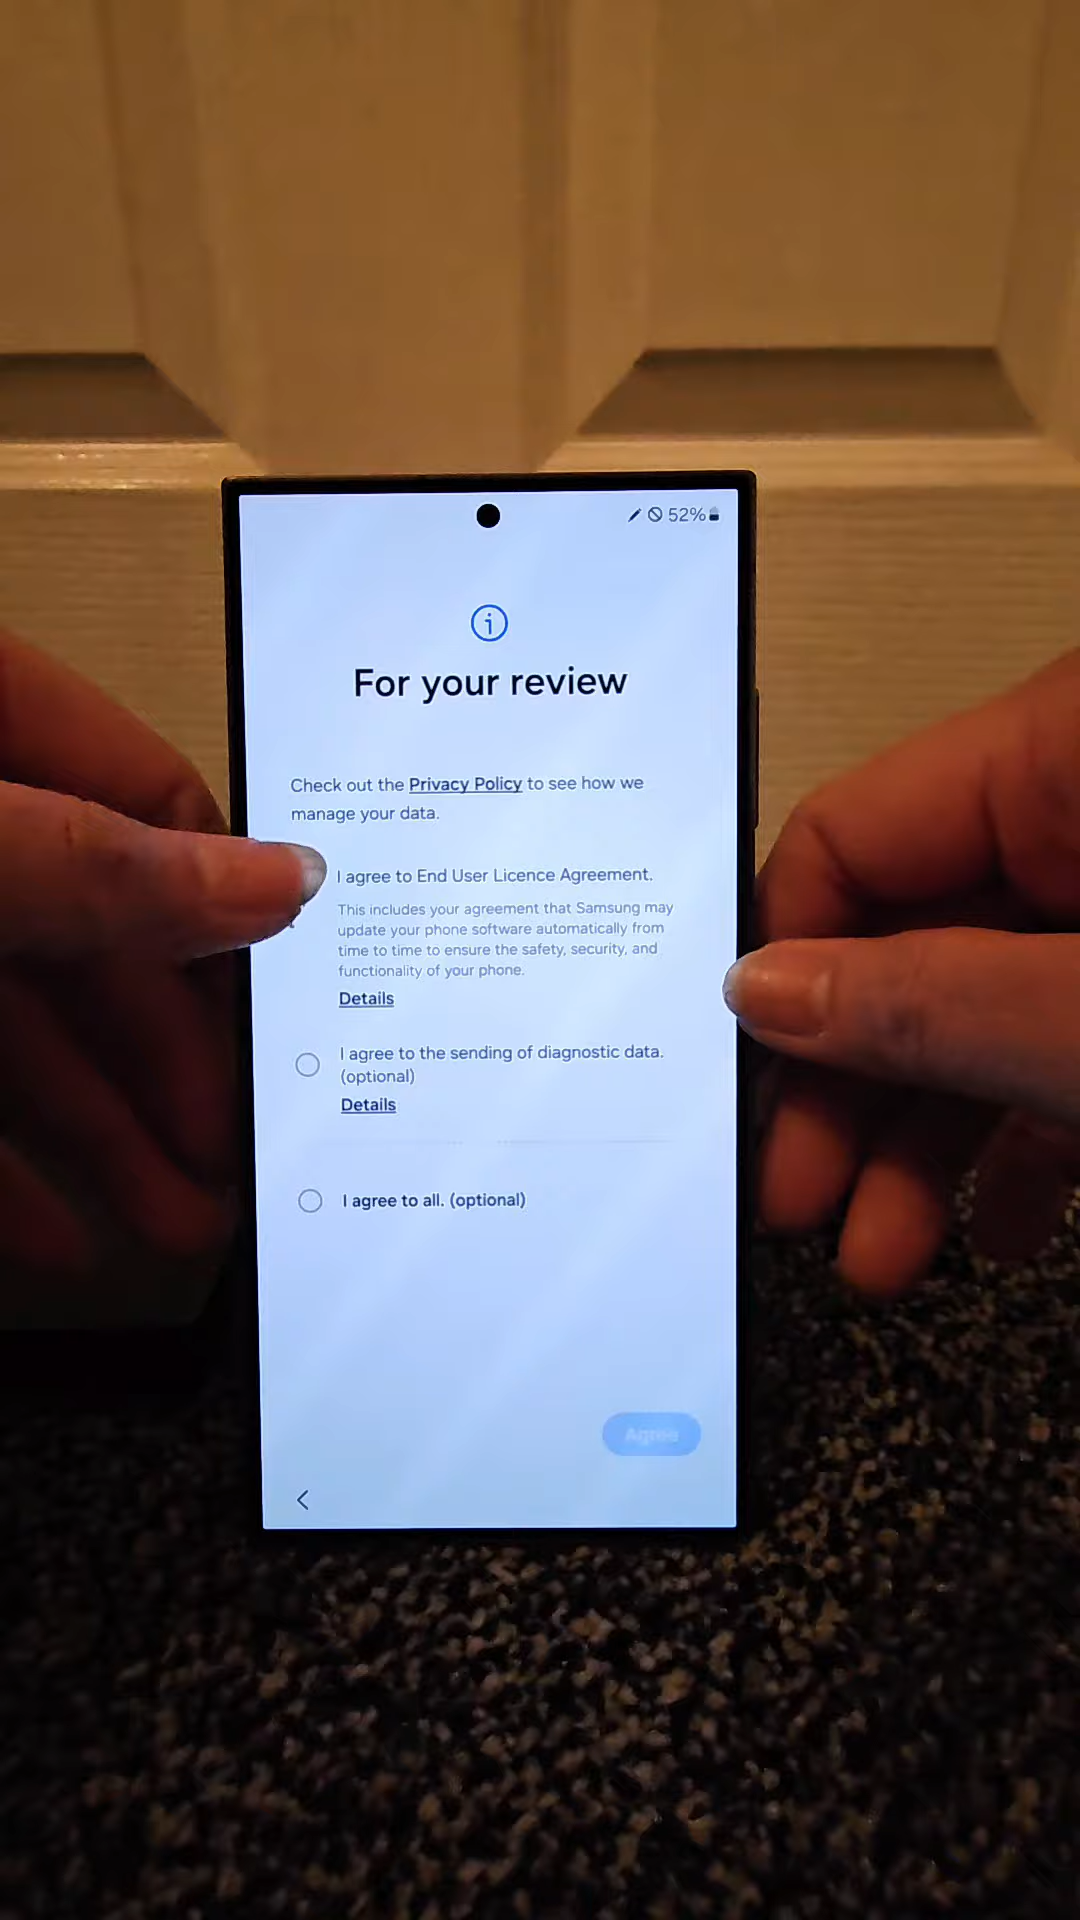 52%
For your review
Check out the Privacy Policy to see how we
manage your data.
I agree to End User Licence Agreement.
This includes your agreement that Samsung may
update your phone software automatically from
time to time to ensure the safety, security, and
functionality of your phone.
Details
I agree to the sending of diagnostic data.
(optional)
Details
I agree to all. (optional)
Agree